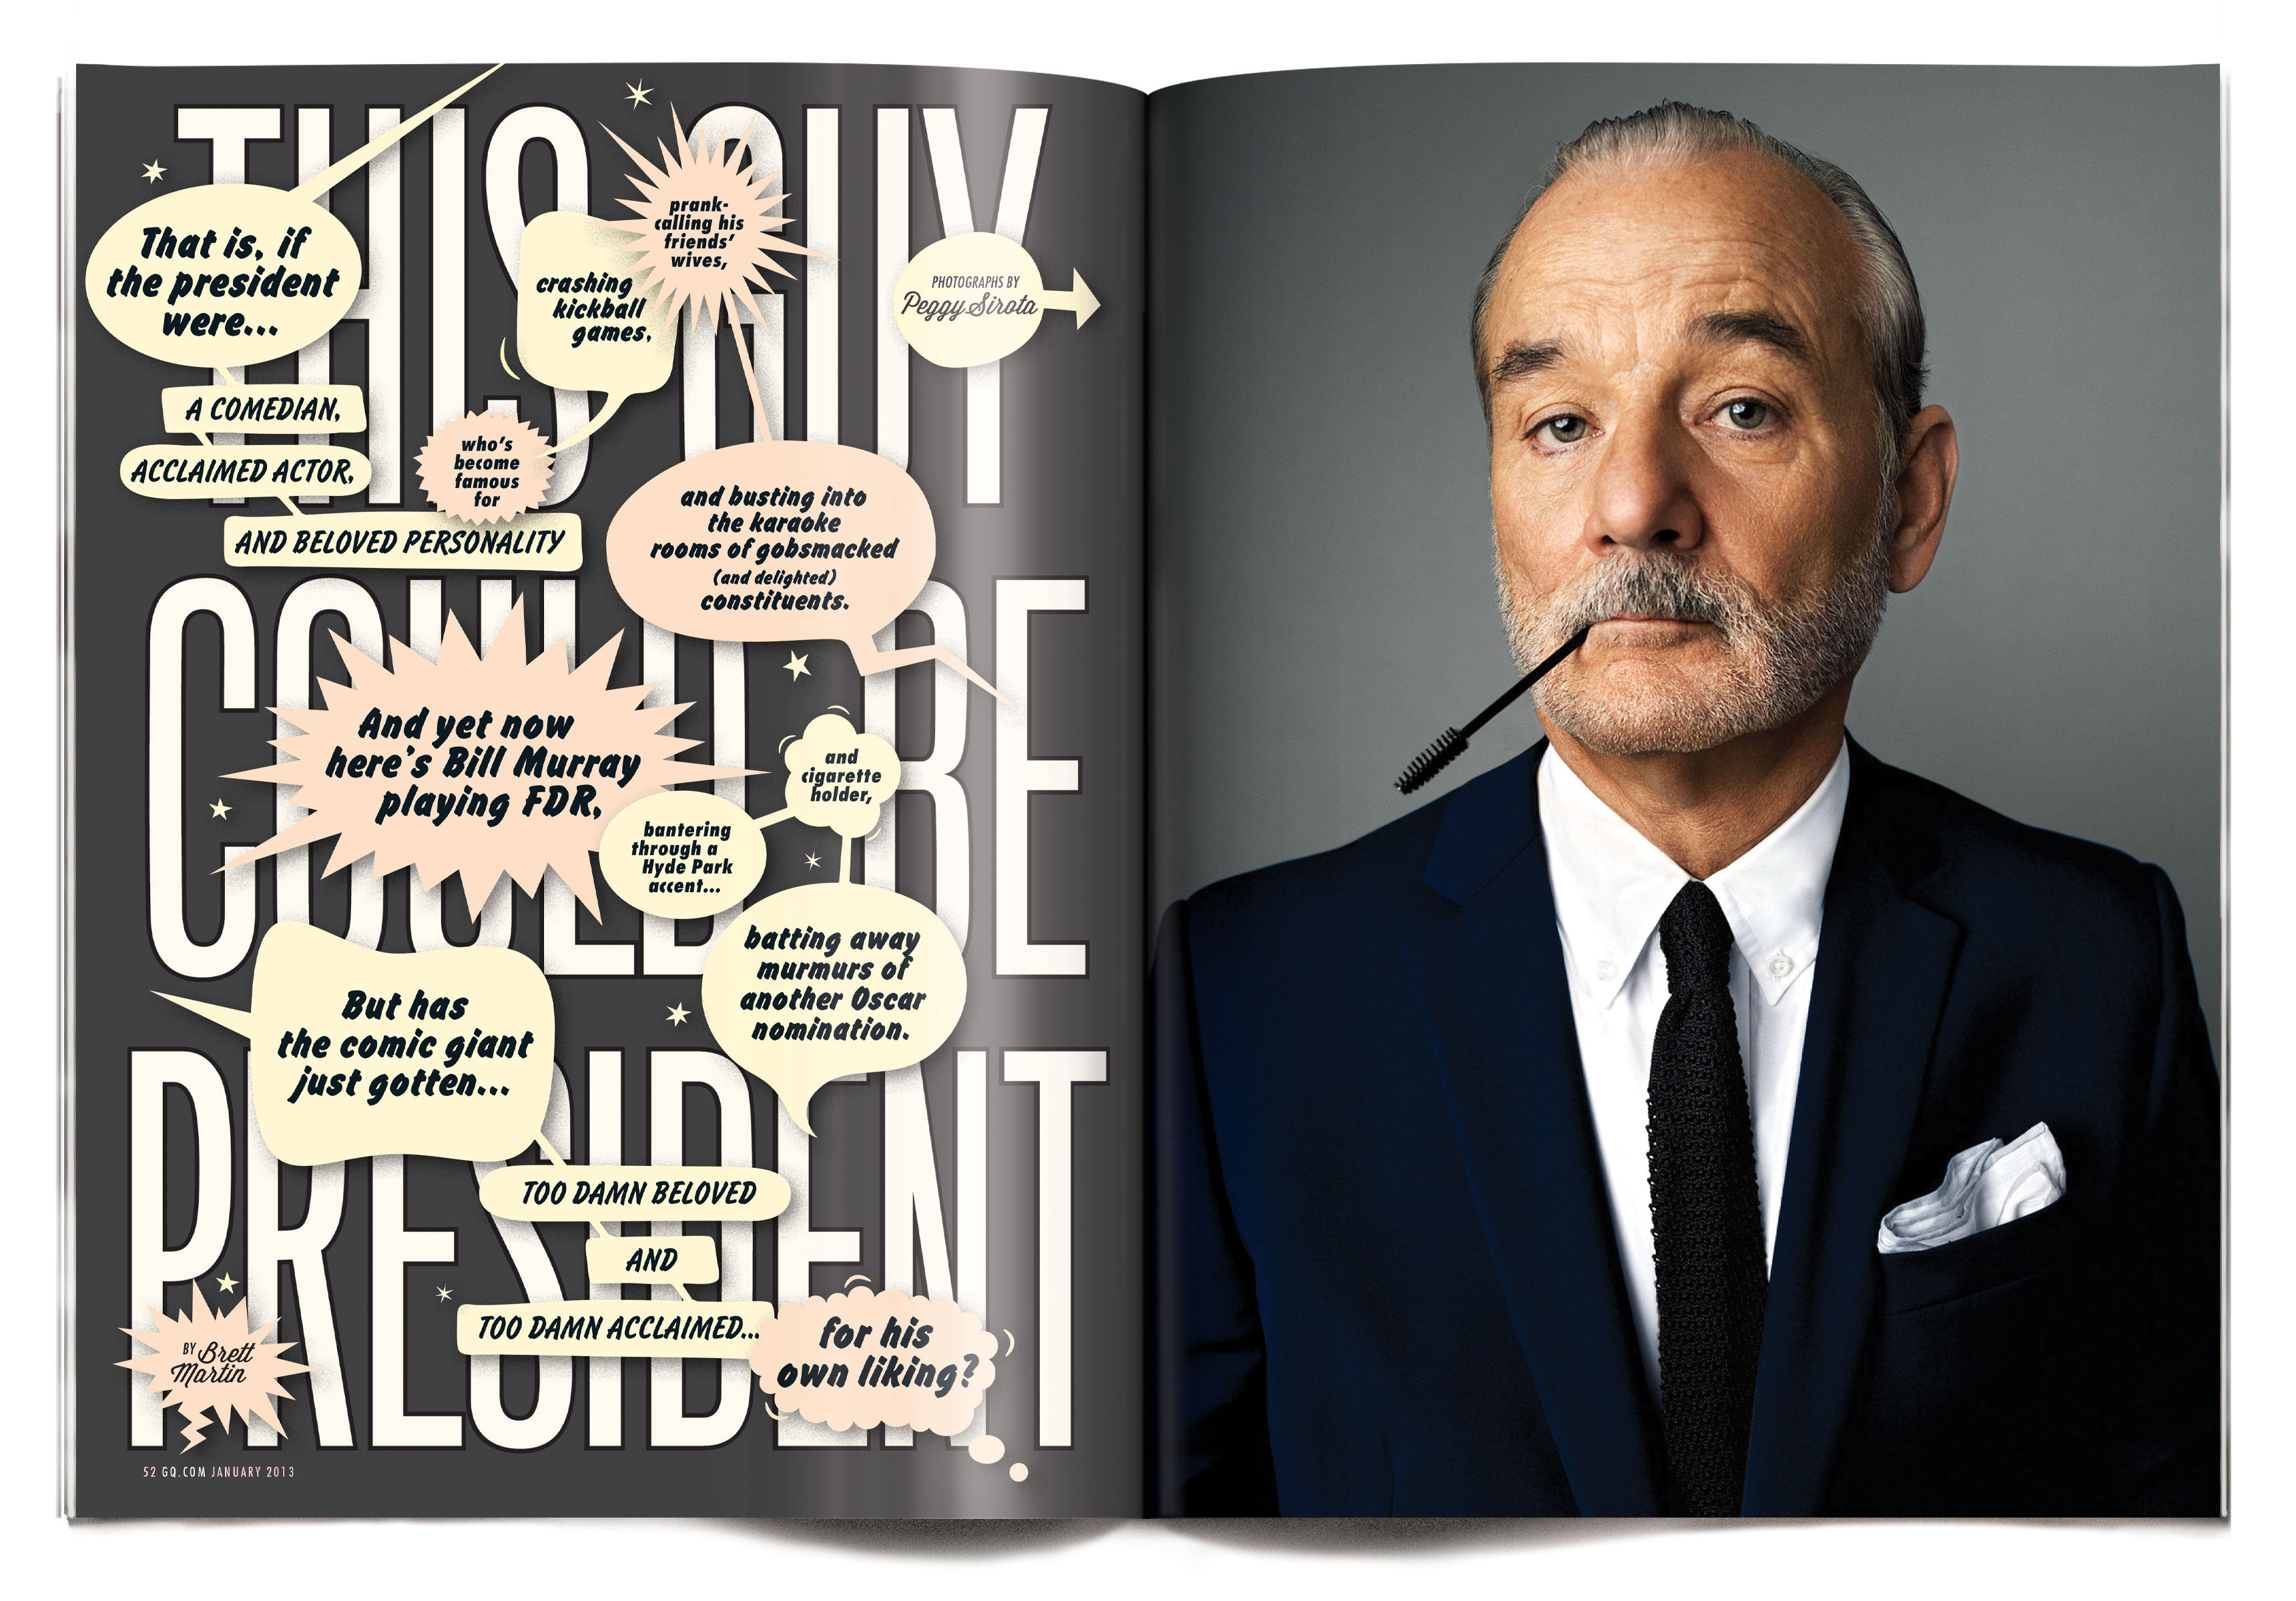 THIS GUY
COULD BE
PRESIDENT
That is, if
the president
were...
A COMEDIAN,
ACCLAIMED ACTOR,
AND BELOVED PERSONALITY
who's
become
famous
for
crashing
kickball
games,
prank-
calling his
friends'
wives,
and busting into
the karaoke
rooms of gobsmacked
(and delighted)
constituents.
PHOTOGRAPHS BY
Peggy Sirota
And yet now
here's Bill Murray
playing FDR,
bantering
through a
Hyde Park
accent...
and
cigarette
holder,
batting away
murmurs of
another Oscar
nomination.
But has
the comic giant
just gotten...
TOO DAMN BELOVED
AND
TOO DAMN ACCLAIMED...
for his
own liking?
BY Brett
Martin
52 GQ.COM JANUARY 2013